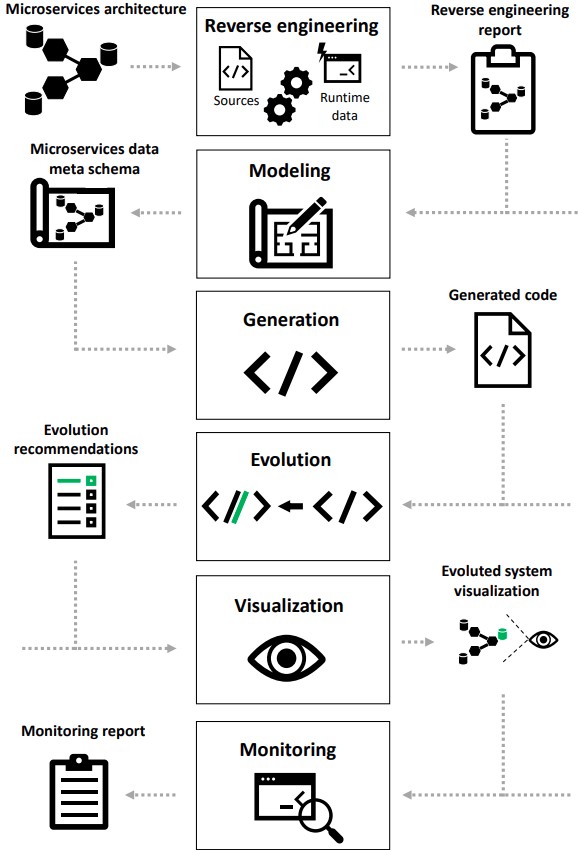 Microservices architecture
Reverse engineering
Sources
Runtime
data
Reverse engineering
report
Microservices data
meta schema
Modeling
Generation
Generated code
Evolution
recommendations
Evolution
Visualization
Evoluted system
visualization
Monitoring report
Monitoring